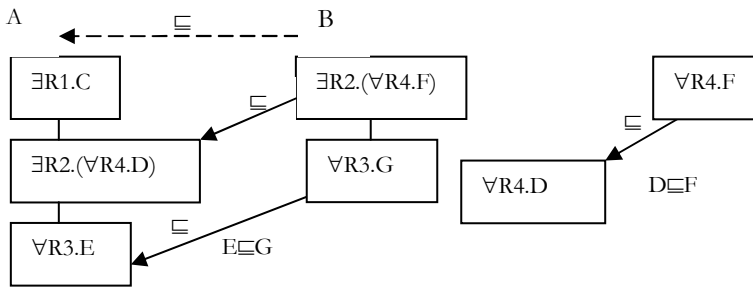 A ⊑ B
∃R1.C ∃R2.(∀R4.F) ∀R4.F
⊑ ⊑
∃R2.(∀R4.D) ∀R3.G ∀R4.D D⊑F
⊑
∀R3.E E⊑G